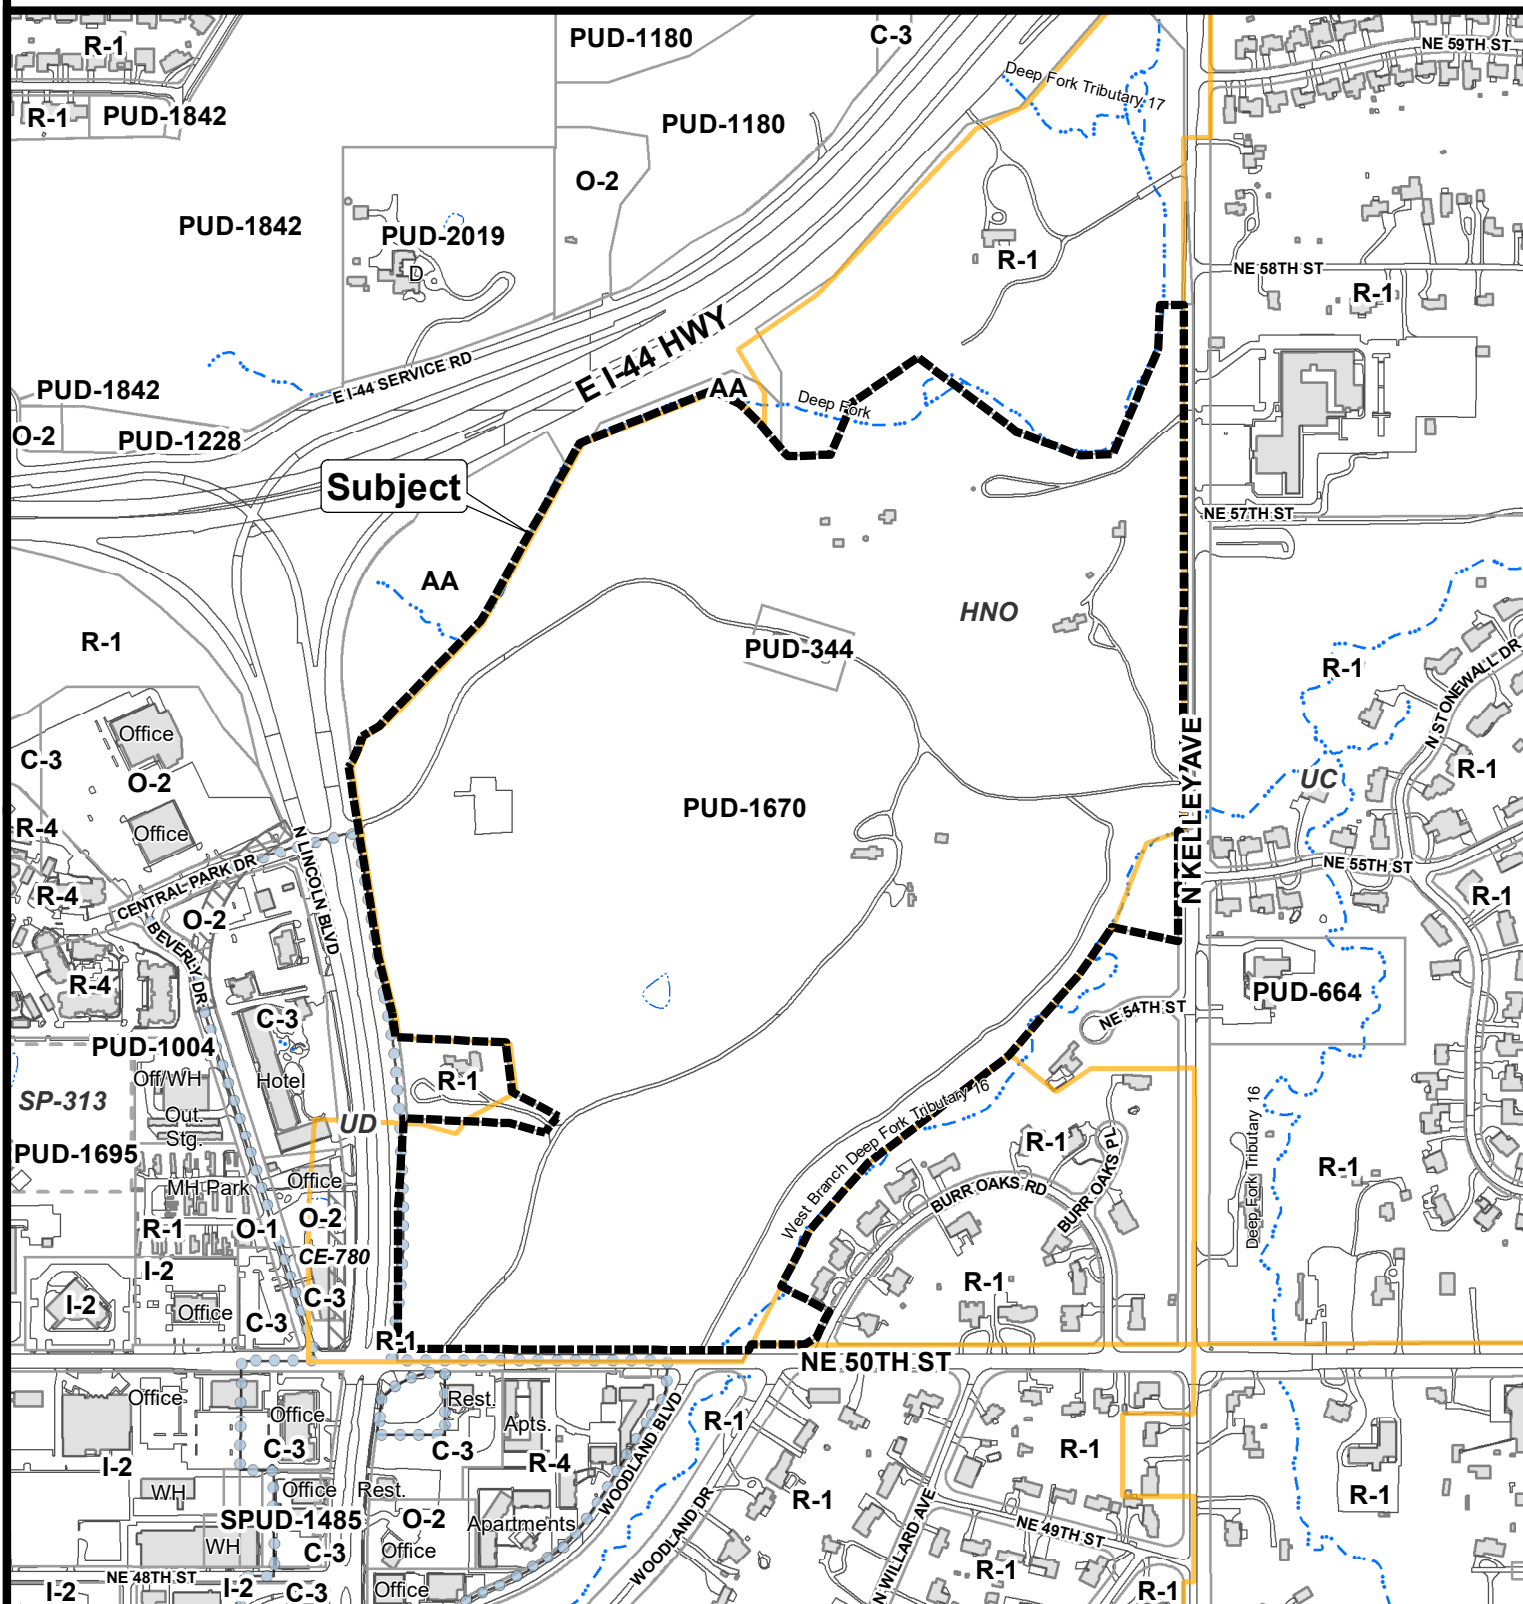 PUD-1180
C-3
R-1
NE 59TH ST
Deep Fork Tributary 17
R-1
PUD-1842
PUD-1180
O-2
PUD-1842
PUD-2019
D
R-1
NE 58TH ST
R-1
E I-44 HWY
E I-44 SERVICE RD
PUD-1842
AA
Deep Fork
O-2
PUD-1228
Subject
NE 57TH ST
AA
HNO
R-1
PUD-344
R-1
N STONEWALL DR
Office
C-3
O-2
N KELLEY AVE
UC
R-1
PUD-1670
R-4
Office
N LINCOLN BLVD
CENTRAL PARK DR
NE 55TH ST
R-4
O-2
R-1
BEVERLY DR
R-4
PUD-664
C-3
NE 54TH ST
PUD-1004
Off/WH
Hotel
R-1
SP-313
Out.
Stg.
UD
West Branch Deep Fork Tributary 16
Deep Fork Tributary 16
PUD-1695
R-1
BURR OAKS PL
R-1
MH Park
Office
BURR OAKS RD
R-1
O-1
O-2
CE-780
I-2
R-1
I-2
Office
C-3
C-3
R-1
NE 50TH ST
Office
Office
Rest.
Apts.
R-1
WOODLAND BLVD
C-3
C-3
R-1
I-2
R-4
WH
Office
Rest.
R-1
R-1
SPUD-1485
O-2
Apartments
WOODLAND DR
N WILLARD AVE
NE 49TH ST
WH
C-3
Office
R-1
NE 48TH ST
I-2
I-2
C-3
Office
R-1